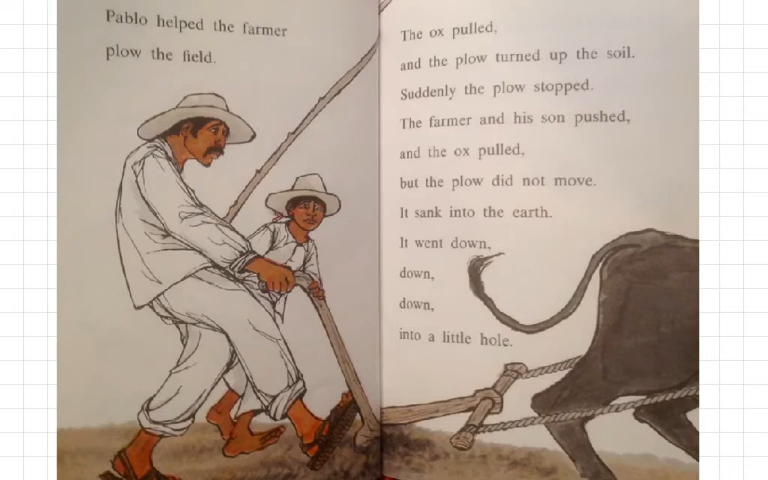 Pablo helped the farmer
plow the field.
The ox pulled,
and the plow turned up the soil.
Suddenly the plow stopped.
The farmer and his son pushed,
and the ox pulled,
but the plow did not move.
It sank into the earth.
It went down,
down,
down,
into a little hole.